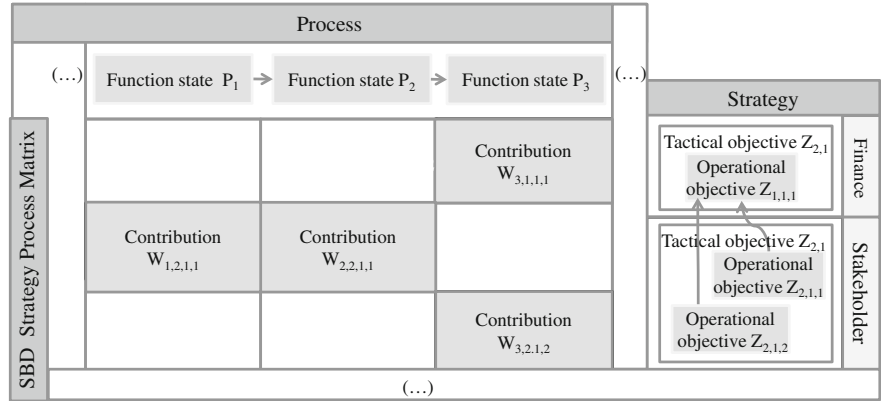 Process
(…)
Function state P1
Function state P2
Function state P3
(…)
Strategy
SBD Strategy Process Matrix
Contribution
W3,1,1,1
Tactical objective Z2,1
Operational
objective Z1,1,1
Finance
Contribution
W1,2,1,1
Contribution
W2,2,1,1
Tactical objective Z2,1
Operational
objective Z2,1,1
Stakeholder
Contribution
W3,2.1,2
Operational
objective Z2,1,2
(…)